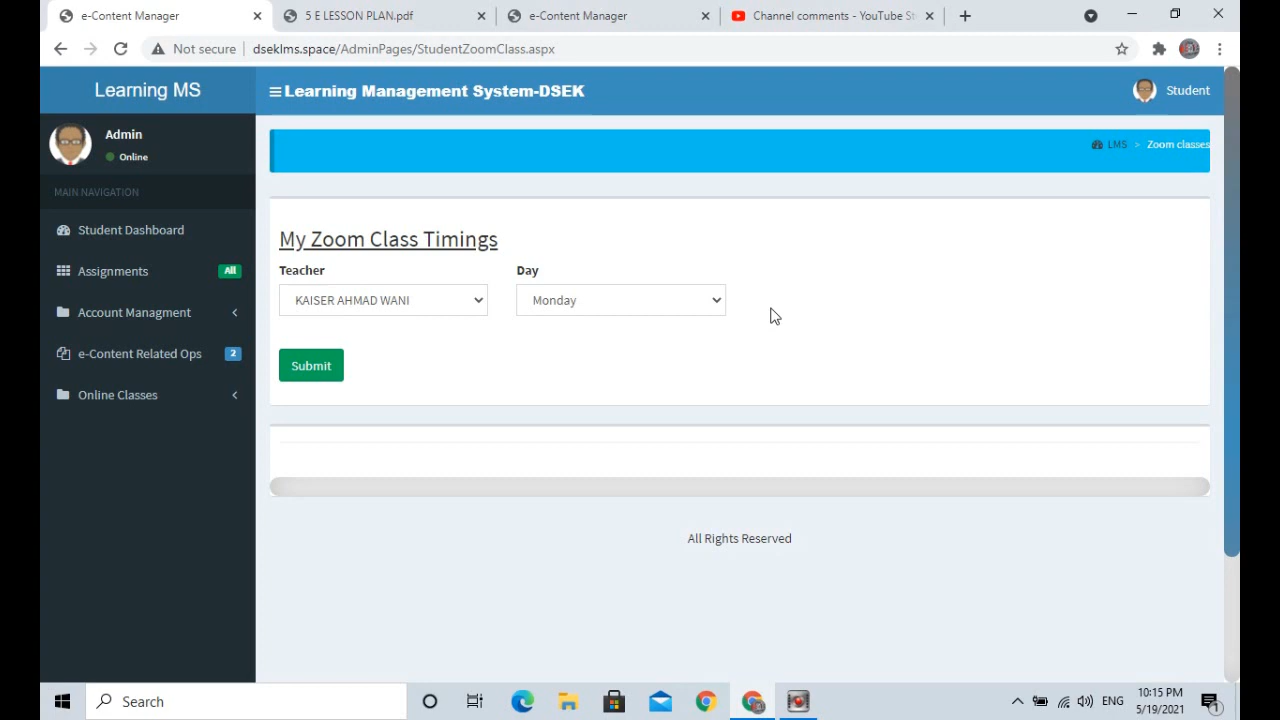 e-Content Manager
5 E LESSON PLAN.pdf
e-Content Manager
Channel comments - YouTube St
Not secure
dseklms.space/AdminPages/StudentZoomClass.aspx
Learning MS
Learning Management System-DSEK
Student
Admin
Online
LMS > Zoom classes
MAIN NAVIGATION
Student Dashboard
Assignments All
Account Managment
e-Content Related Ops 2
Online Classes
My Zoom Class Timings
Teacher Day
KAISER AHMAD WANI Monday
Submit
All Rights Reserved
Search
ENG
10:15 PM
5/19/2021
1